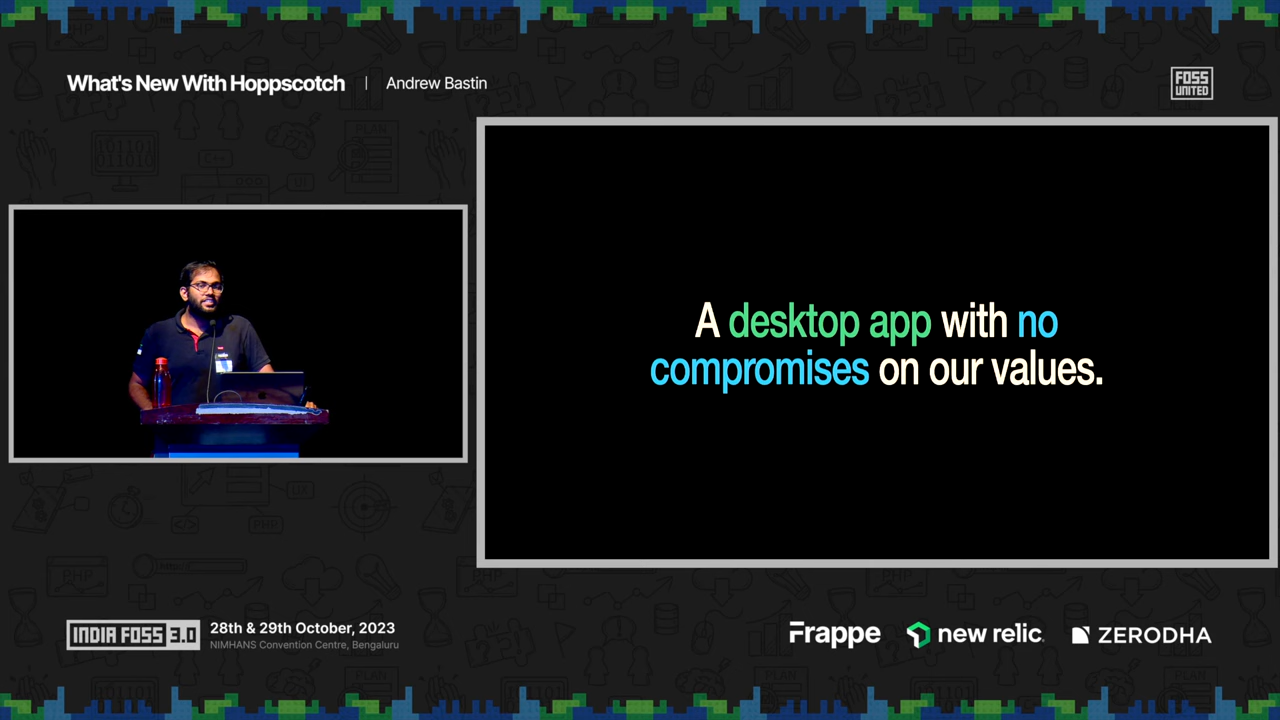 What's New With Hoppscotch | Andrew Bastin
FOSS
UNITED
A desktop app with no
compromises on our values.
INDIA FOSS 3.0
28th & 29th October, 2023
NIMHANS Convention Centre, Bengaluru
Frappe
new relic
ZERODHA